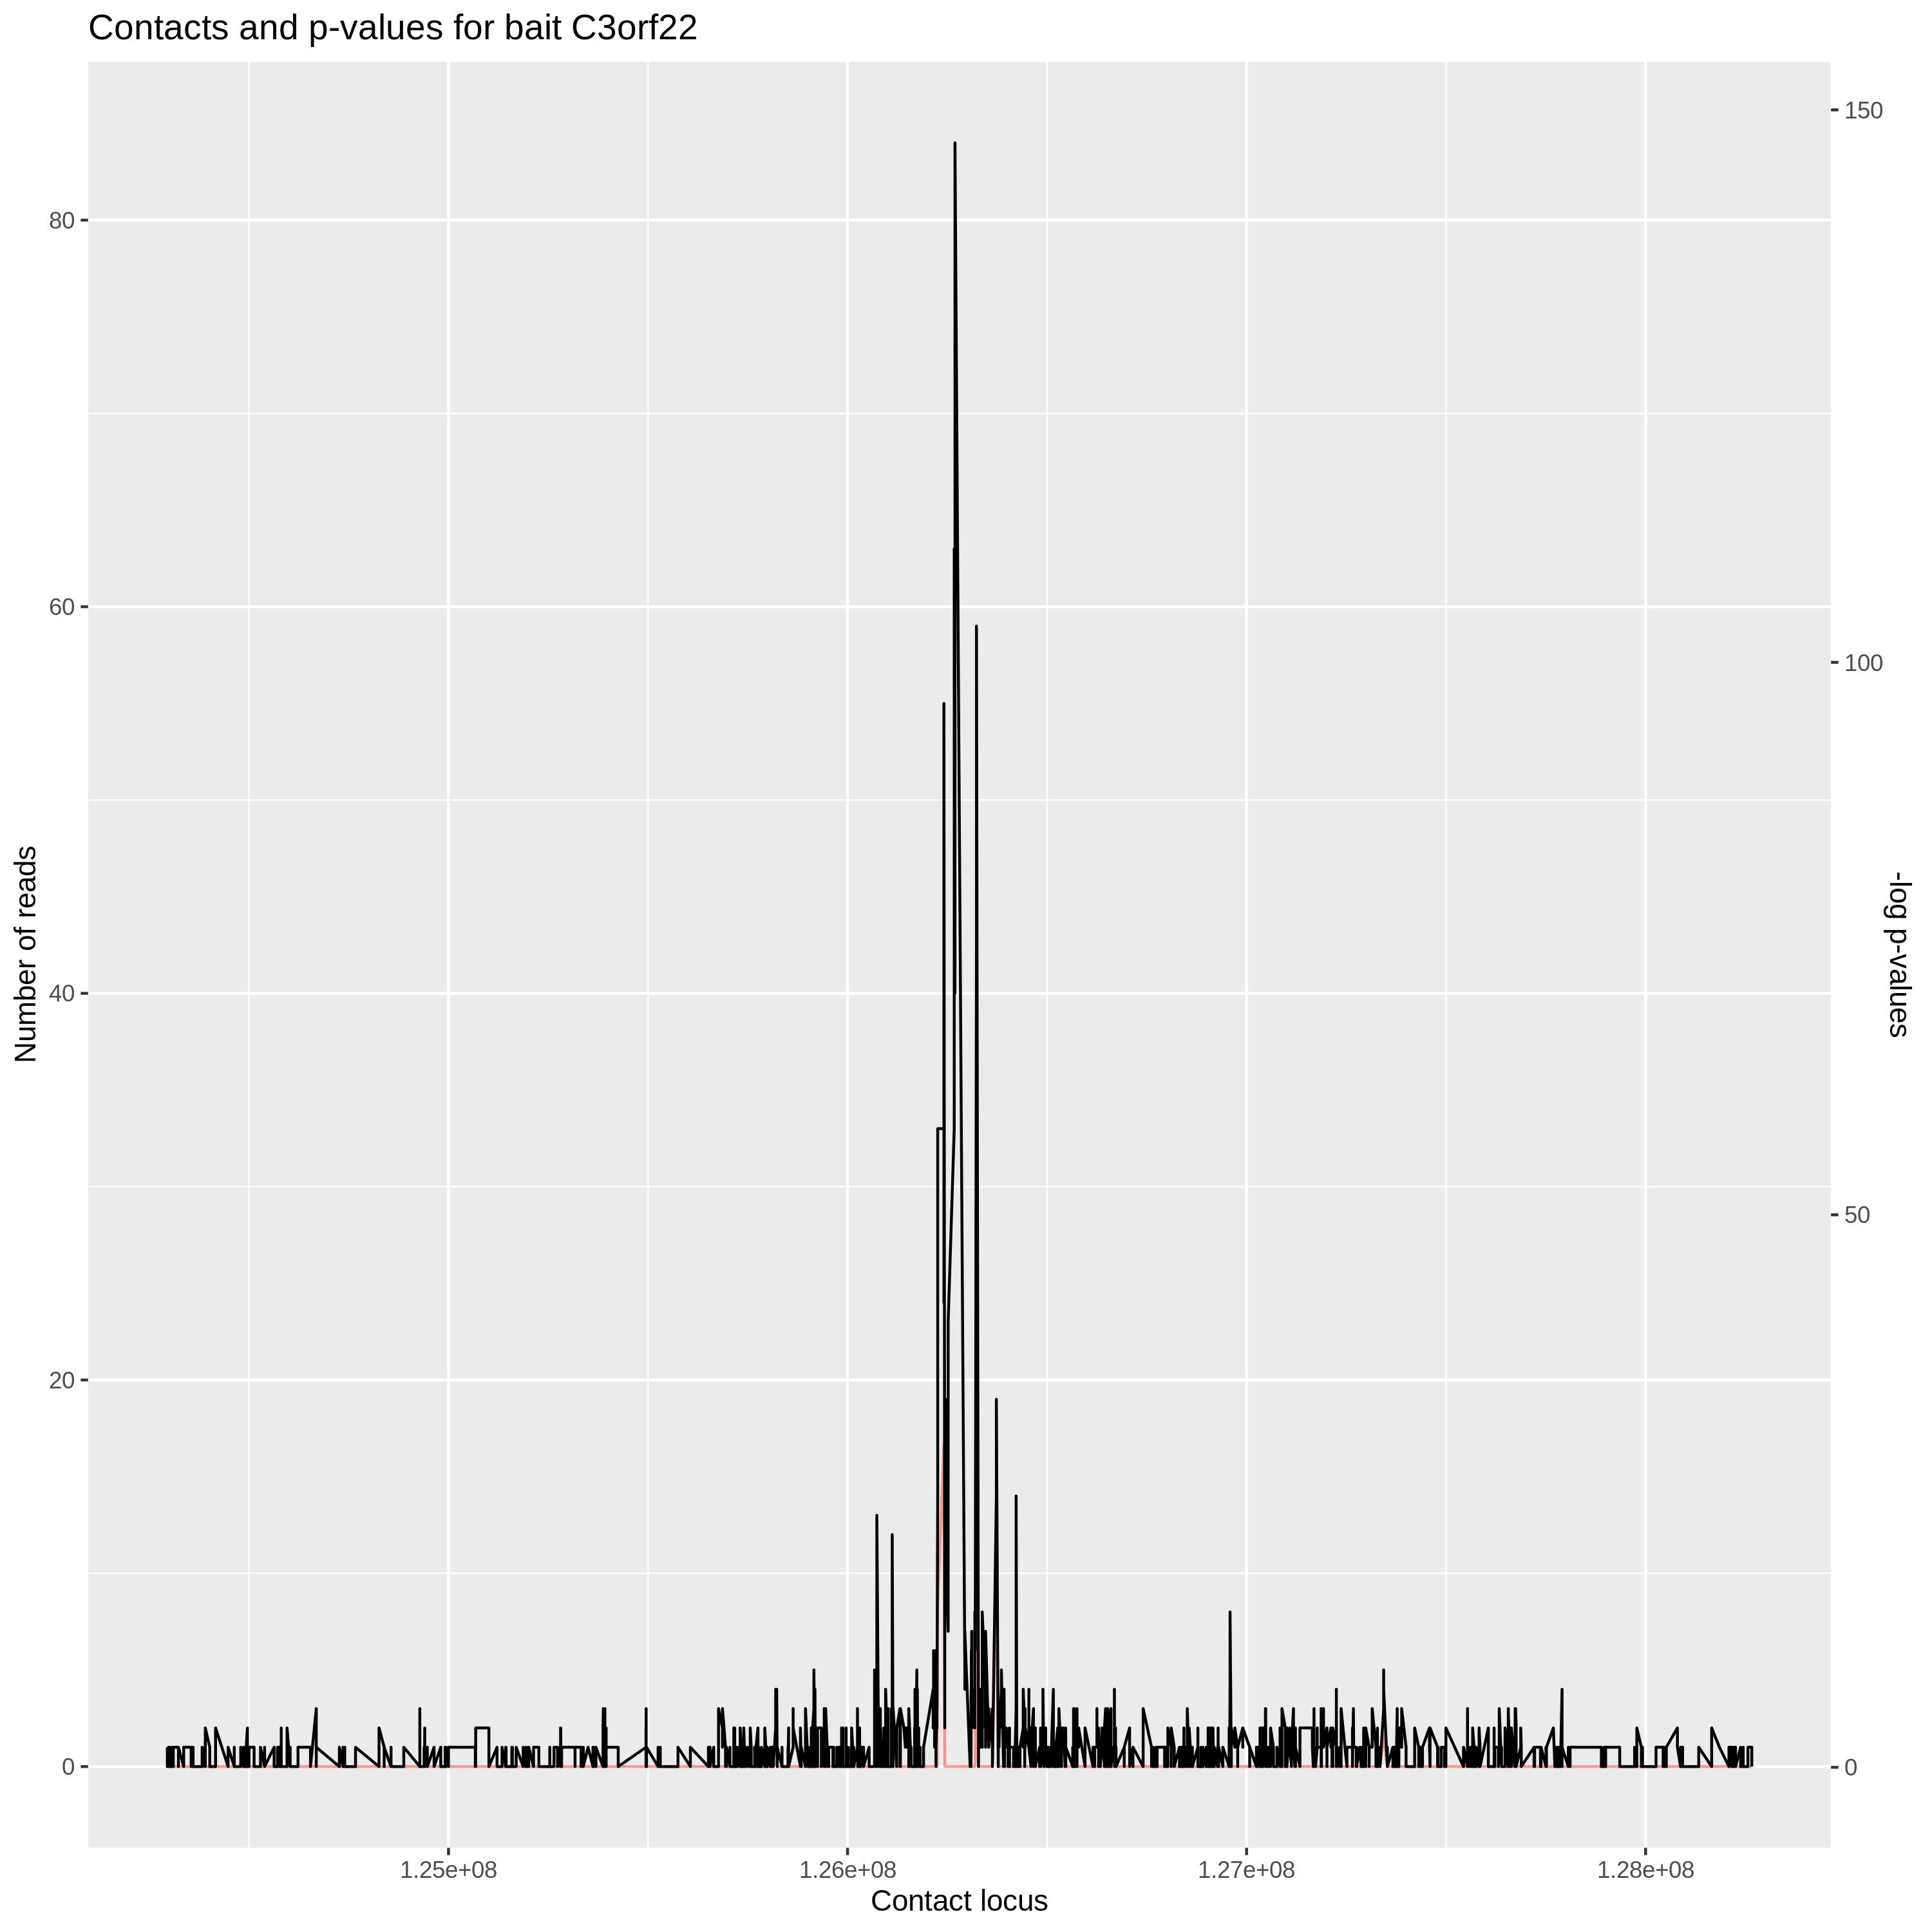 Contacts and p-values for bait C3orf22
150
80
60
100
40
50
20
0
0
Number of reads
-log p-values
1.25e+08
1.26e+08
1.27e+08
1.28e+08
Contact locus